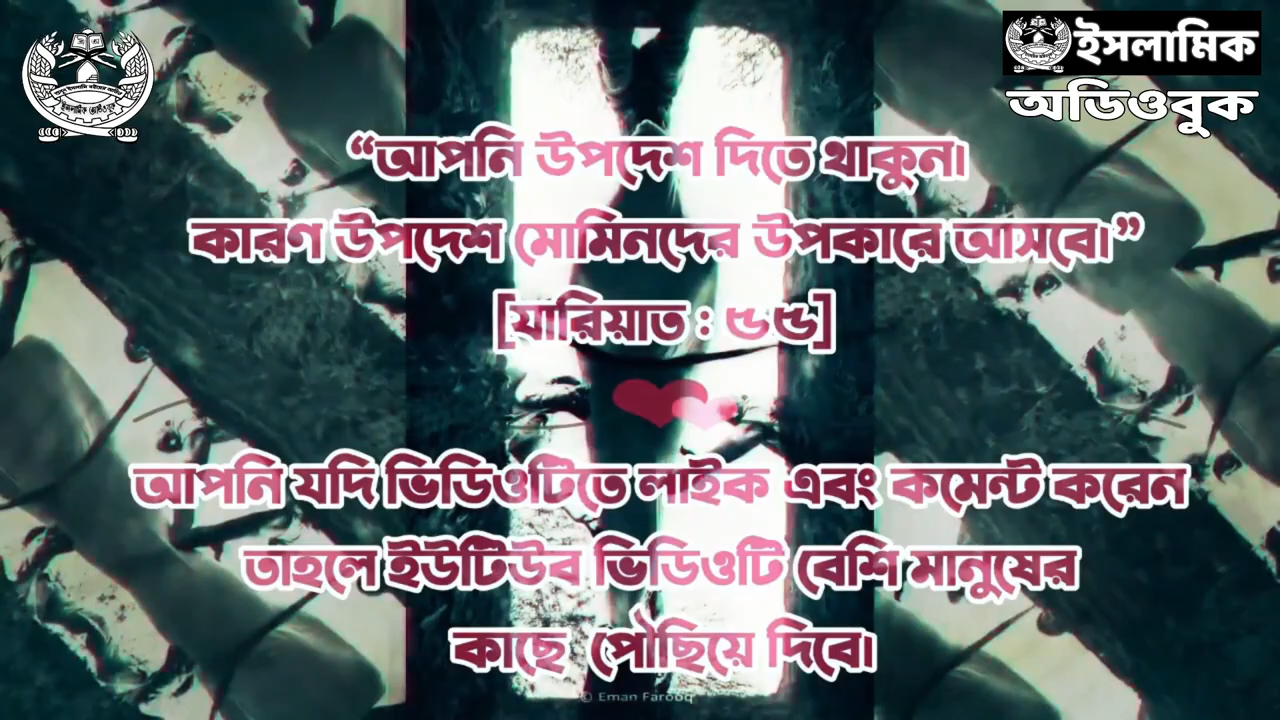 ইসলামিক
অডিওবুক
“আপনি উপদেশ দিতে থাকুন।
কারণ উপদেশ মোমিনদের উপকারে আসবে।”
[যারিয়াত : ৫৫]
আপনি যদি ভিডিওটিতে লাইক এবং কমেন্ট করেন
তাহলে ইউটিউব ভিডিওটি বেশি মানুষের
কাছে পৌছিয়ে দিবে।
© Eman Farooq